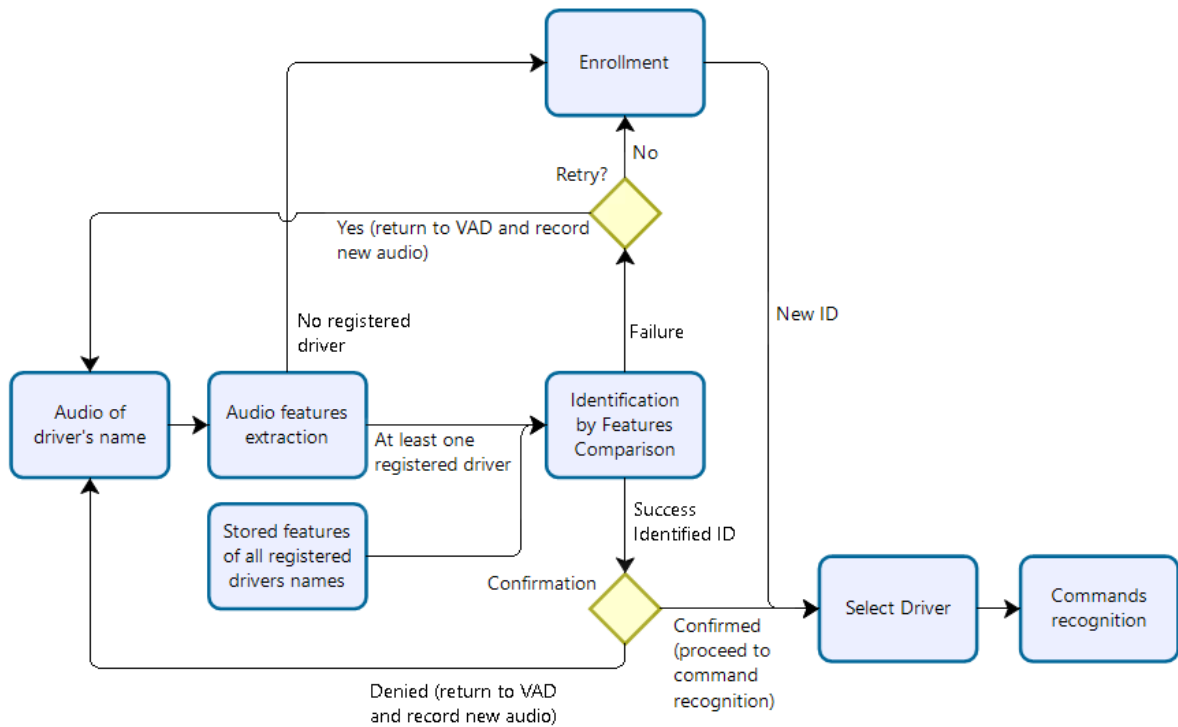 Enrollment
No
Retry?
Yes (return to VAD and record
new audio)
No registered
driver
Failure
New ID
Audio of
driver's name
Audio features
extraction
At least one
registered driver
Identification
by Features
Comparison
Stored features
of all registered
drivers names
Success
Identified ID
Confirmation
Confirmed
(proceed to
command
recognition)
Select Driver
Commands
recognition
Denied (return to VAD
and record new audio)